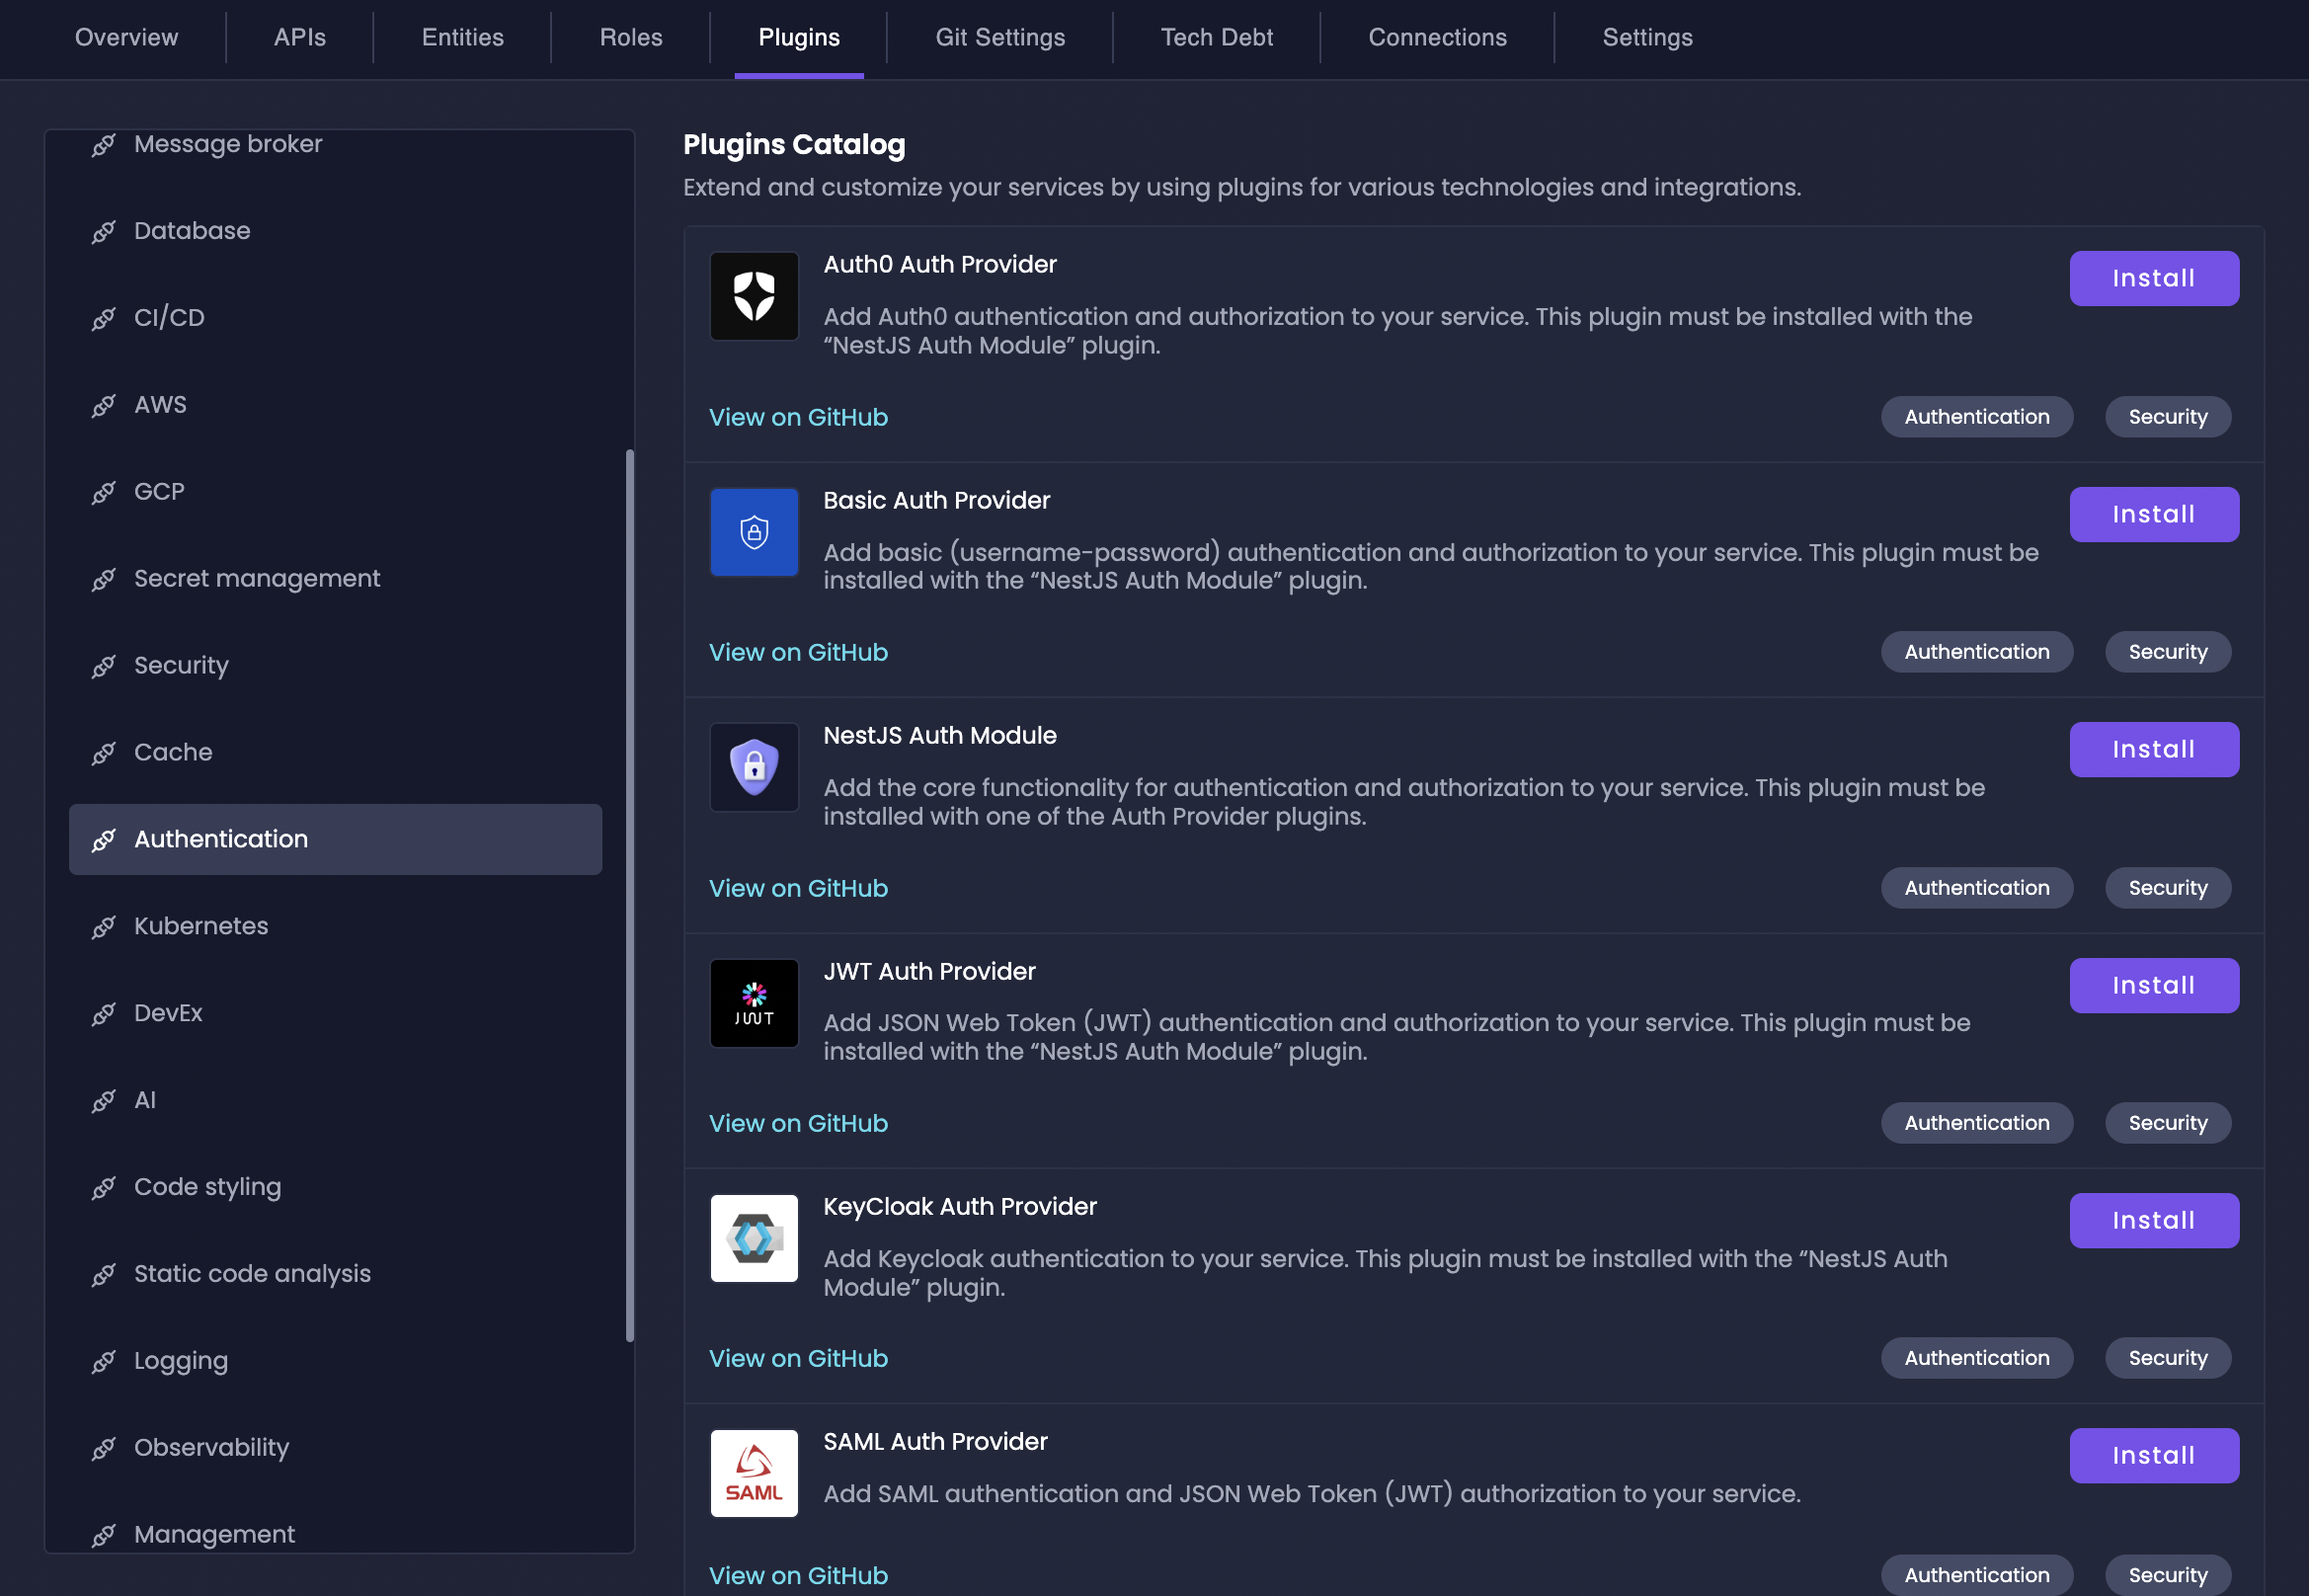 Overview
APIs
Entities
Roles
Plugins
Git Settings
Tech Debt
Connections
Settings
Message broker
Database
CI/CD
AWS
GCP
Secret management
Security
Cache
Authentication
Kubernetes
DevEx
AI
Code styling
Static code analysis
Logging
Observability
Management
Plugins Catalog
Extend and customize your services by using plugins for various technologies and integrations.
Auth0 Auth Provider
Install
Add Auth0 authentication and authorization to your service. This plugin must be installed with the
“NestJS Auth Module” plugin.
View on GitHub
Authentication
Security
Basic Auth Provider
Install
Add basic (username-password) authentication and authorization to your service. This plugin must be
installed with the “NestJS Auth Module” plugin.
View on GitHub
Authentication
Security
NestJS Auth Module
Install
Add the core functionality for authentication and authorization to your service. This plugin must be
installed with one of the Auth Provider plugins.
View on GitHub
Authentication
Security
JWT
JWT Auth Provider
Install
Add JSON Web Token (JWT) authentication and authorization to your service. This plugin must be
installed with the “NestJS Auth Module” plugin.
View on GitHub
Authentication
Security
KeyCloak Auth Provider
Install
Add Keycloak authentication to your service. This plugin must be installed with the “NestJS Auth
Module” plugin.
View on GitHub
Authentication
Security
SAML
SAML Auth Provider
Install
Add SAML authentication and JSON Web Token (JWT) authorization to your service.
View on GitHub
Authentication
Security